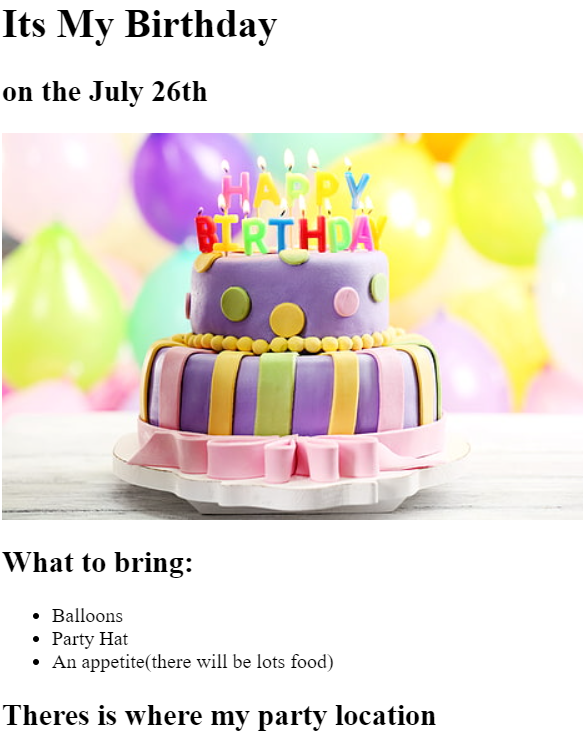 Its My Birthday
on the July 26th
HAPPY
BIRTHDAY
What to bring:
Balloons
Party Hat
An appetite(there will be lots food)
Theres is where my party location